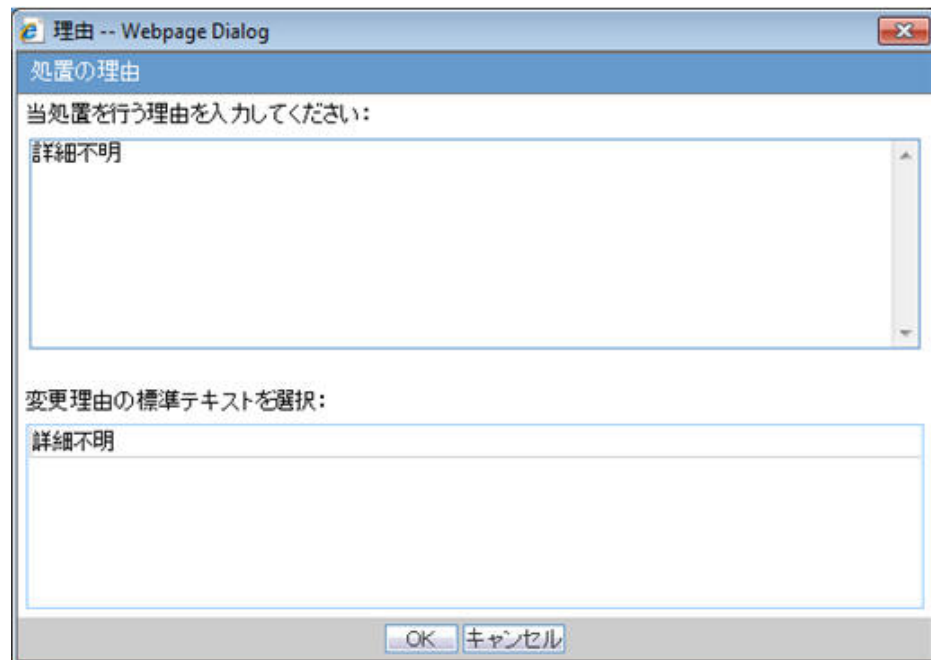 理由 -- Webpage Dialog
処置の理由
当処置を行う理由を入力してください:
詳細不明
変更理由の標準テキストを選択:
詳細不明
OK キャンセル